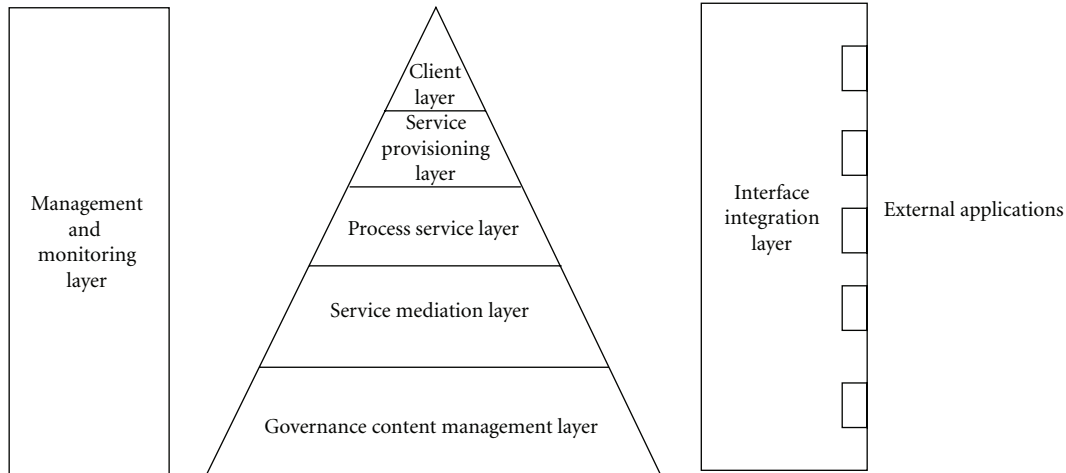 Management
and
monitoring
layer
Client
layer
Service
provisioning
layer
Process service layer
Service mediation layer
Governance content management layer
Interface
integration
layer
External applications